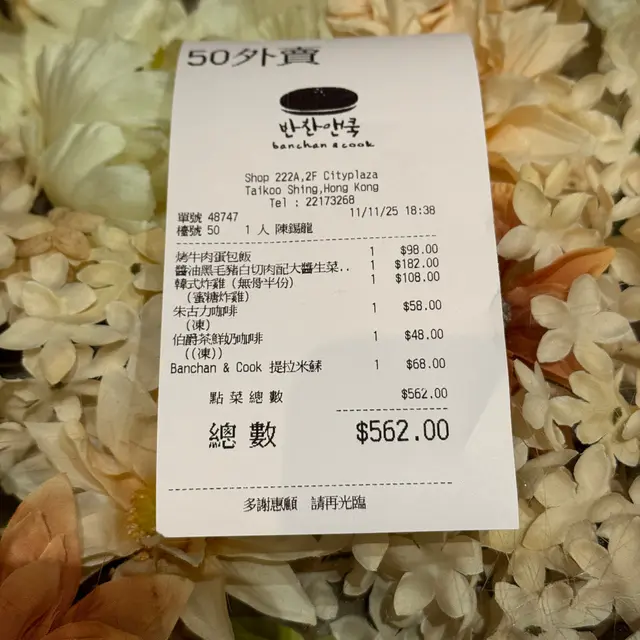 50外賣
반찬앤쿡
banchan & cook
Shop 222A,2F Cityplaza
Taikoo Shing,Hong Kong
Tel : 22173268
單號 48747 11/11/25 18:38
檯號 50 1 人 陳錫龍
烤牛肉蛋包飯 1 $98.00
醬油黑毛豬白切肉配大醬生菜.. 1 $182.00
韓式炸雞 (無骨半份) 1 $108.00
(蜜糖炸雞)
朱古力咖啡 1 $58.00
(凍)
伯爵茶鮮奶咖啡 1 $48.00
((凍))
Banchan & Cook 提拉米蘇 1 $68.00
點菜總數 $562.00
總數 $562.00
多謝惠顧 請再光臨